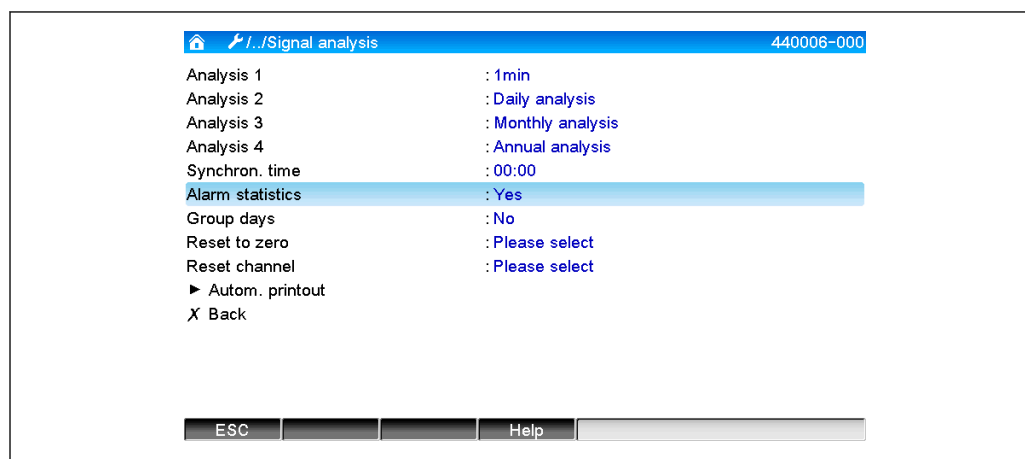 /../Signal analysis 440006-000
Analysis 1 : 1min
Analysis 2 : Daily analysis
Analysis 3 : Monthly analysis
Analysis 4 : Annual analysis
Synchron. time : 00:00
Alarm statistics : Yes
Group days : No
Reset to zero : Please select
Reset channel : Please select
► Autom. printout
X Back
ESC Help